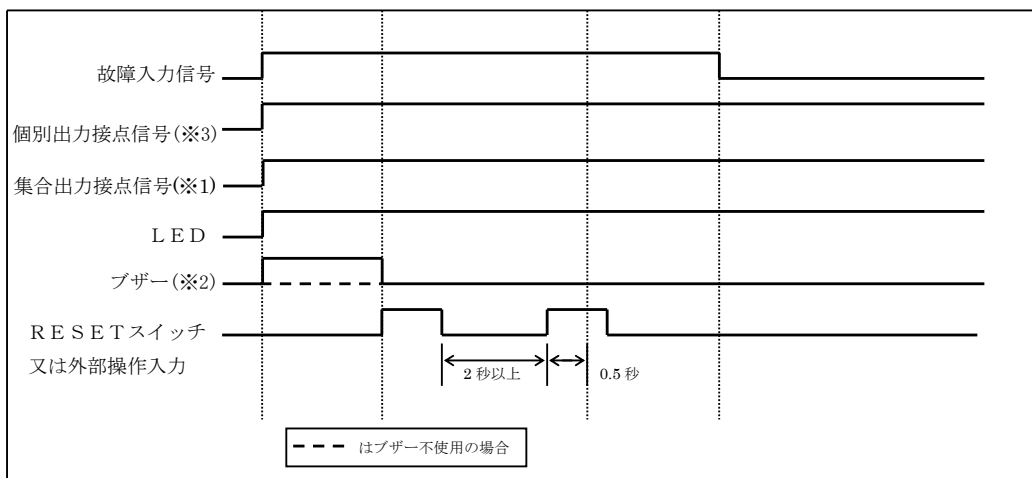 故障入力信号
個別出力接点信号(※3)
集合出力接点信号(※1)
ＬＥＤ
ブザー(※2)
ＲＥＳＥＴスイッチ
又は外部操作入力
2 秒以上
0.5 秒
はブザー不使用の場合